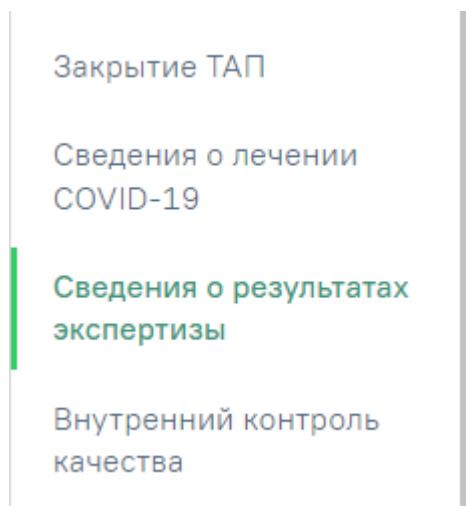 Закрытие ТАП
Сведения о лечении
COVID-19
Сведения о результатах
экспертизы
Внутренний контроль
качества